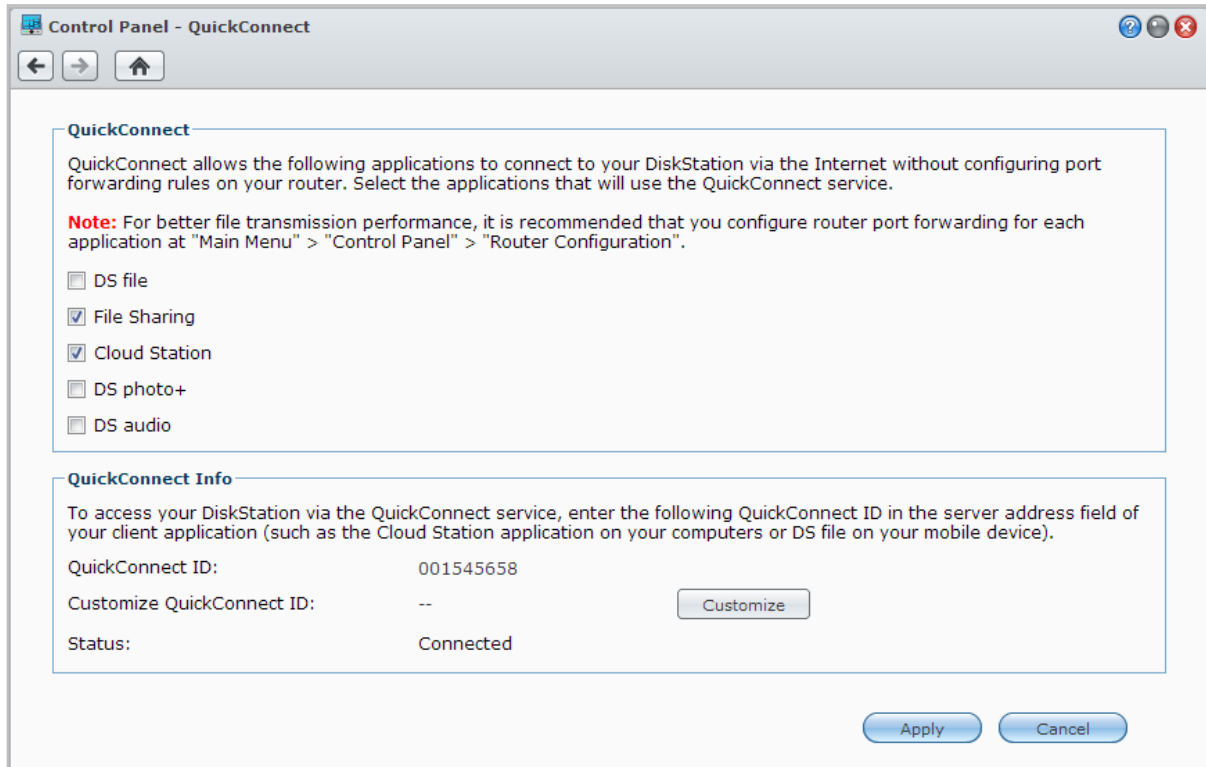 Control Panel - QuickConnect
QuickConnect
QuickConnect allows the following applications to connect to your DiskStation via the Internet without configuring port
forwarding rules on your router. Select the applications that will use the QuickConnect service.
Note: For better file transmission performance, it is recommended that you configure router port forwarding for each
application at "Main Menu" > "Control Panel" > "Router Configuration".
DS file
File Sharing
Cloud Station
DS photo+
DS audio
QuickConnect Info
To access your DiskStation via the QuickConnect service, enter the following QuickConnect ID in the server address field of
your client application (such as the Cloud Station application on your computers or DS file on your mobile device).
QuickConnect ID: 001545658
Customize QuickConnect ID: -- Customize
Status: Connected
Apply Cancel